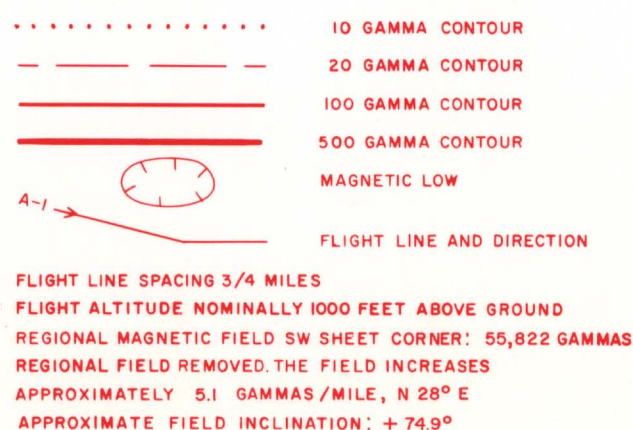 10 GAMMA CONTOUR
20 GAMMA CONTOUR
100 GAMMA CONTOUR
500 GAMMA CONTOUR
MAGNETIC LOW
A-1
FLIGHT LINE AND DIRECTION
FLIGHT LINE SPACING 3/4 MILES
FLIGHT ALTITUDE NOMINALLY 1000 FEET ABOVE GROUND
REGIONAL MAGNETIC FIELD SW SHEET CORNER: 55,822 GAMMAS
REGIONAL FIELD REMOVED. THE FIELD INCREASES
APPROXIMATELY 5.1 GAMMAS/MILE, N 28° E
APPROXIMATE FIELD INCLINATION: +74.9°